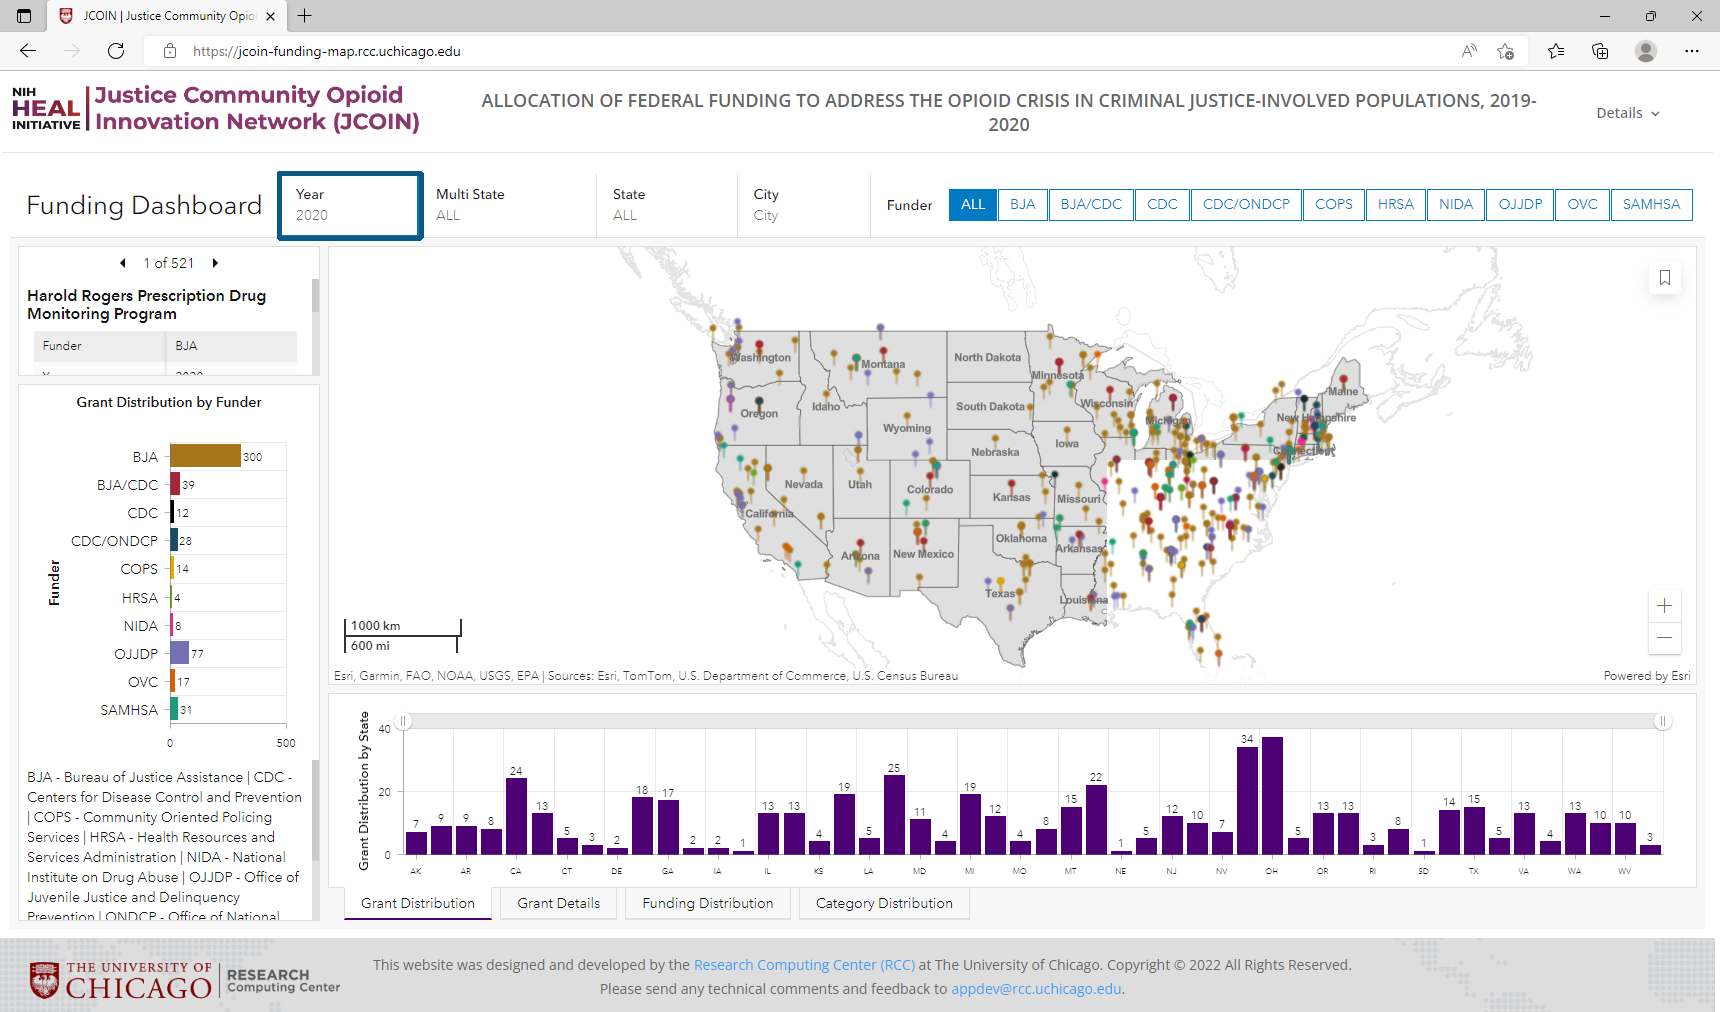 JCOIN | Justice Community Opio
https://jcoin-funding-map.rcc.uchicago.edu
NIH
HEAL
INITIATIVE
Justice Community Opioid
Innovation Network (JCOIN)
ALLOCATION OF FEDERAL FUNDING TO ADDRESS THE OPIOID CRISIS IN CRIMINAL JUSTICE-INVOLVED POPULATIONS, 2019-
2020
Details
Funding Dashboard
Year
2020
Multi State
ALL
State
ALL
City
City
Funder
ALL
BJA
BJA/CDC
CDC
CDC/ONDCP
COPS
HRSA
NIDA
OJJDP
OVC
SAMHSA
1 of 521
Harold Rogers Prescription Drug
Monitoring Program
Funder BJA
2020
Grant Distribution by Funder
Funder
BJA 300
BJA/CDC 39
CDC 12
CDC/ONDCP 28
COPS 14
HRSA 4
NIDA 8
OJJDP 77
OVC 17
SAMHSA 31
0 500
BJA - Bureau of Justice Assistance | CDC -
Centers for Disease Control and Prevention
| COPS - Community Oriented Policing
Services | HRSA - Health Resources and
Services Administration | NIDA - National
Institute on Drug Abuse | OJJDP - Office of
Juvenile Justice and Delinquency
Prevention | ONDCP - Office of National
Washington
Montana
North Dakota
Minnesota
Maine
Oregon
Idaho
South Dakota
Wisconsin
Michigan
New Hampshire
Wyoming
Iowa
Nebraska
Connecticut
Nevada
Utah
Colorado
Kansas
Missouri
California
Oklahoma
Arizona
New Mexico
Arkansas
Texas
Louisiana
1000 km
600 mi
Esri, Garmin, FAO, NOAA, USGS, EPA | Sources: Esri, TomTom, U.S. Department of Commerce, U.S. Census Bureau
Powered by Esri
Grant Distribution by State
40
20
0
7 9 9 8 24 13 5 3 2 18 17 2 2 1 13 13 4 19 5 25 11 4 19 12 4 8 15 22 1 5 12 10 7 34 5 13 13 3 8 1 14 15 5 13 4 13 10 10 3
AK AR CA CT DE GA IA IL KS LA MD MI MO MT NE NJ NV OH OR RI SD TX VA WA WV
Grant Distribution
Grant Details
Funding Distribution
Category Distribution
THE UNIVERSITY OF
CHICAGO
RESEARCH
Computing Center
This website was designed and developed by the Research Computing Center (RCC) at The University of Chicago. Copyright © 2022 All Rights Reserved.
Please send any technical comments and feedback to appdev@rcc.uchicago.edu.